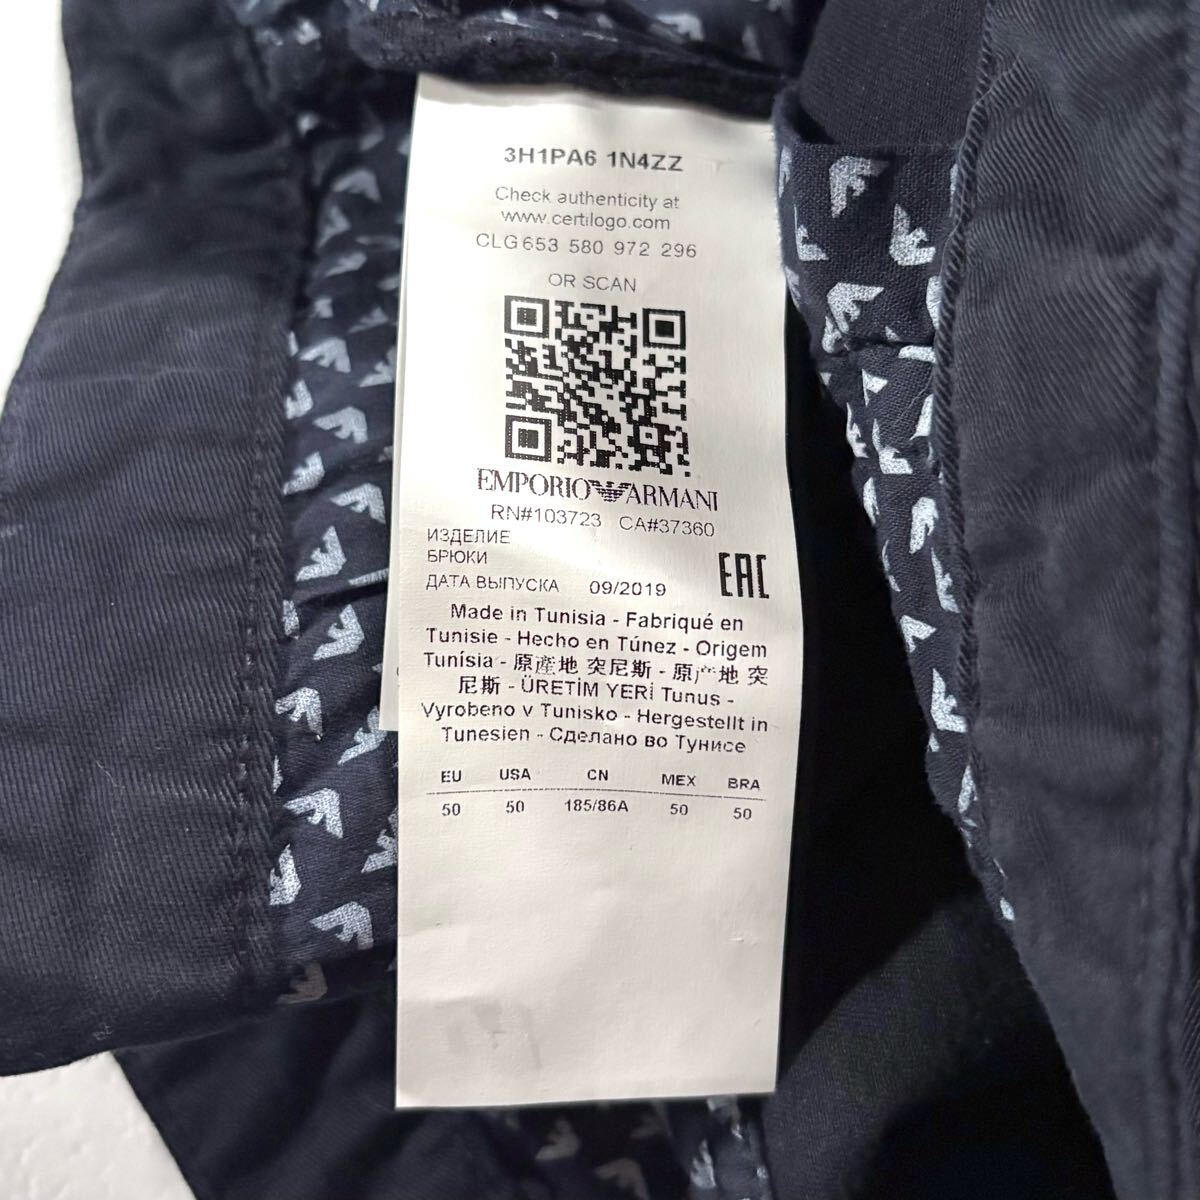 3H1PA6 1N4ZZ
Check authenticity at
www.certilogo.com
CLG 653 580 972 296
OR SCAN
EMPORIO ARMANI
RN#103723 CA#37360
ИЗДЕЛИЕ
БРЮКИ
ДАТА ВЫПУСКА 09/2019
EAC
Made in Tunisia - Fabriqué en
Tunisie - Hecho en Túnez - Origem
Tunísia - 原產地 突尼斯 - 原产地 突
尼斯 - ÜRETİM YERİ Tunus -
Vyrobeno v Tunisko - Hergestellt in
Tunesien - Сделано во Тунисе
EU USA CN MEX BRA
50 50 185/86A 50 50